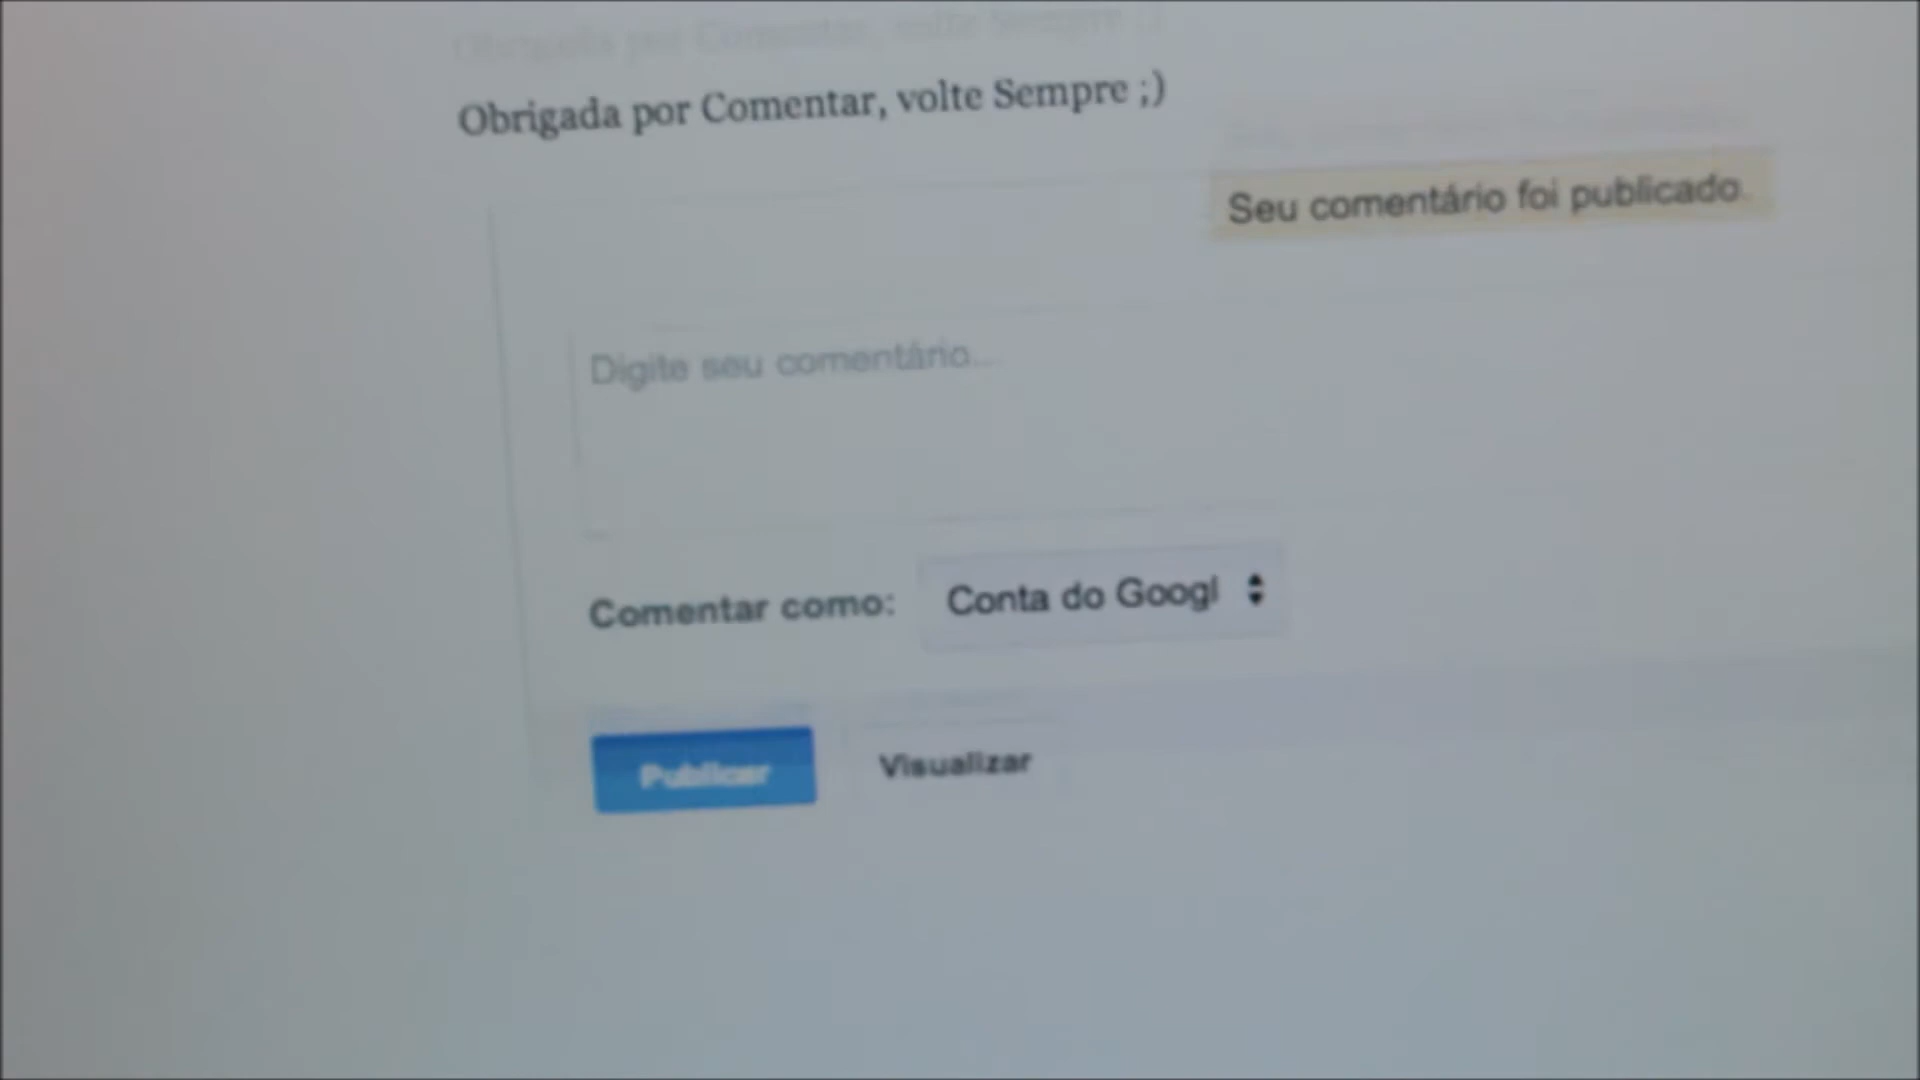 Obrigada por Comentar, volte Sempre ;)
Seu comentário foi publicado.
Digite seu comentário...
Comentar como:
Conta do Googl
Publicar
Visualizar